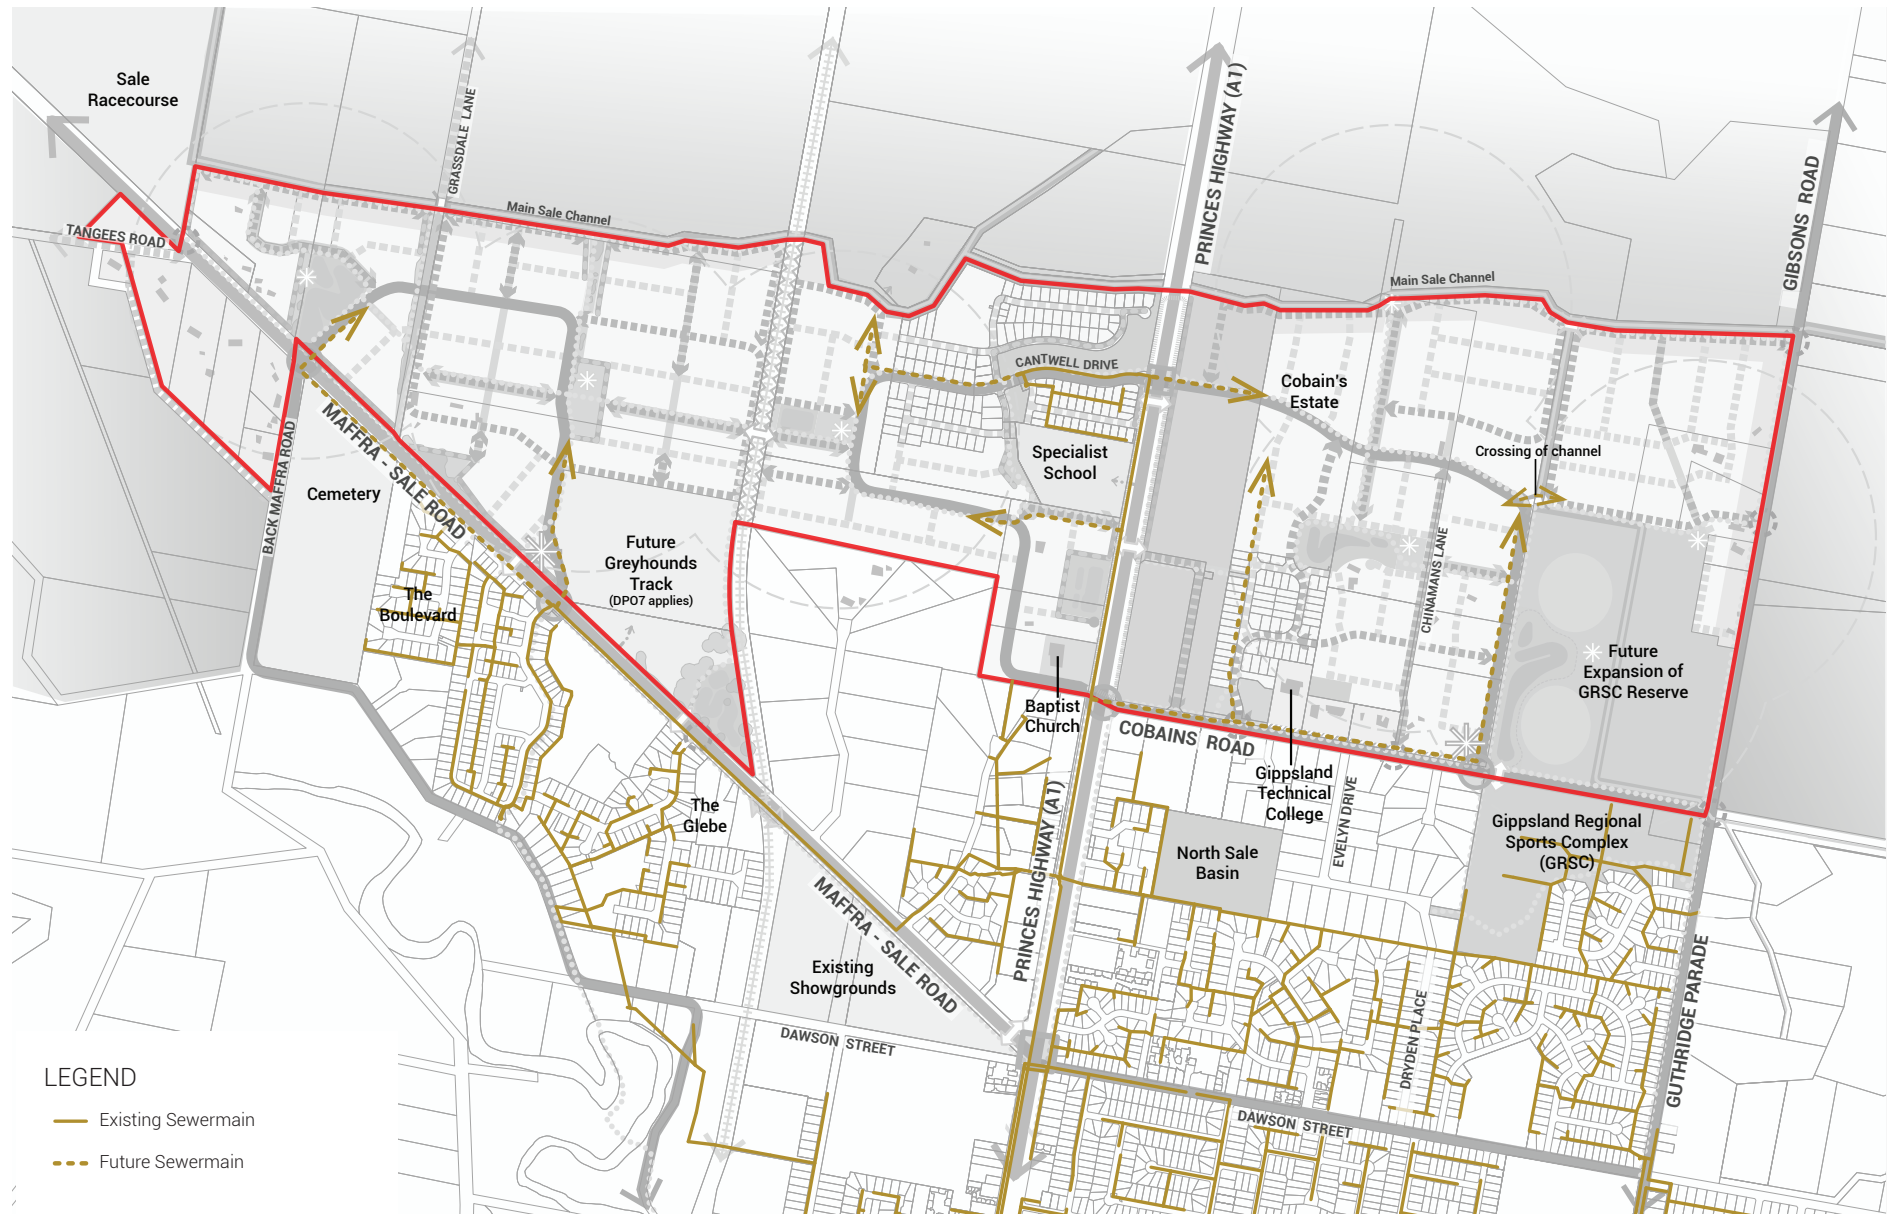 Sale
Racecourse
GRASSDALE LANE
PRINCES HIGHWAY (A1)
GIBSONS ROAD
TANGEES ROAD
Main Sale Channel
Main Sale Channel
CANTWELL DRIVE
Cobain's
Estate
MAFFRA - SALE ROAD
BACK MAFFRA ROAD
Cemetery
Specialist
School
Crossing of channel
Future
Greyhounds
Track
(DPO7 applies)
The
Boulevard
CHINAMANS LANE
Future
Expansion of
GRSC Reserve
Baptist
Church
COBAINS ROAD
Gippsland
Technical
College
EVELYN DRIVE
The
Glebe
PRINCES HIGHWAY (A1)
North Sale
Basin
Gippsland Regional
Sports Complex
(GRSC)
MAFFRA - SALE ROAD
Existing
Showgrounds
DAWSON STREET
DRYDEN PLACE
GUTHRIDGE PARADE
DAWSON STREET
LEGEND
Existing Sewermain
Future Sewermain